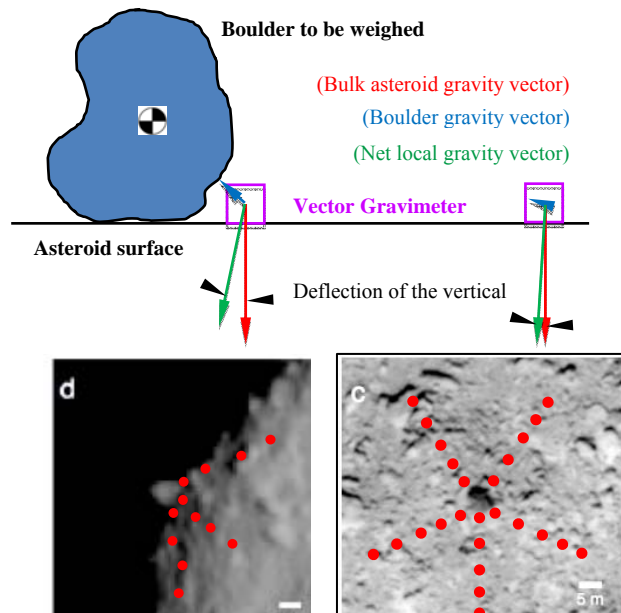 Boulder to be weighed
(Bulk asteroid gravity vector)
(Boulder gravity vector)
(Net local gravity vector)
Vector Gravimeter
Asteroid surface
Deflection of the vertical
d
c
5 m